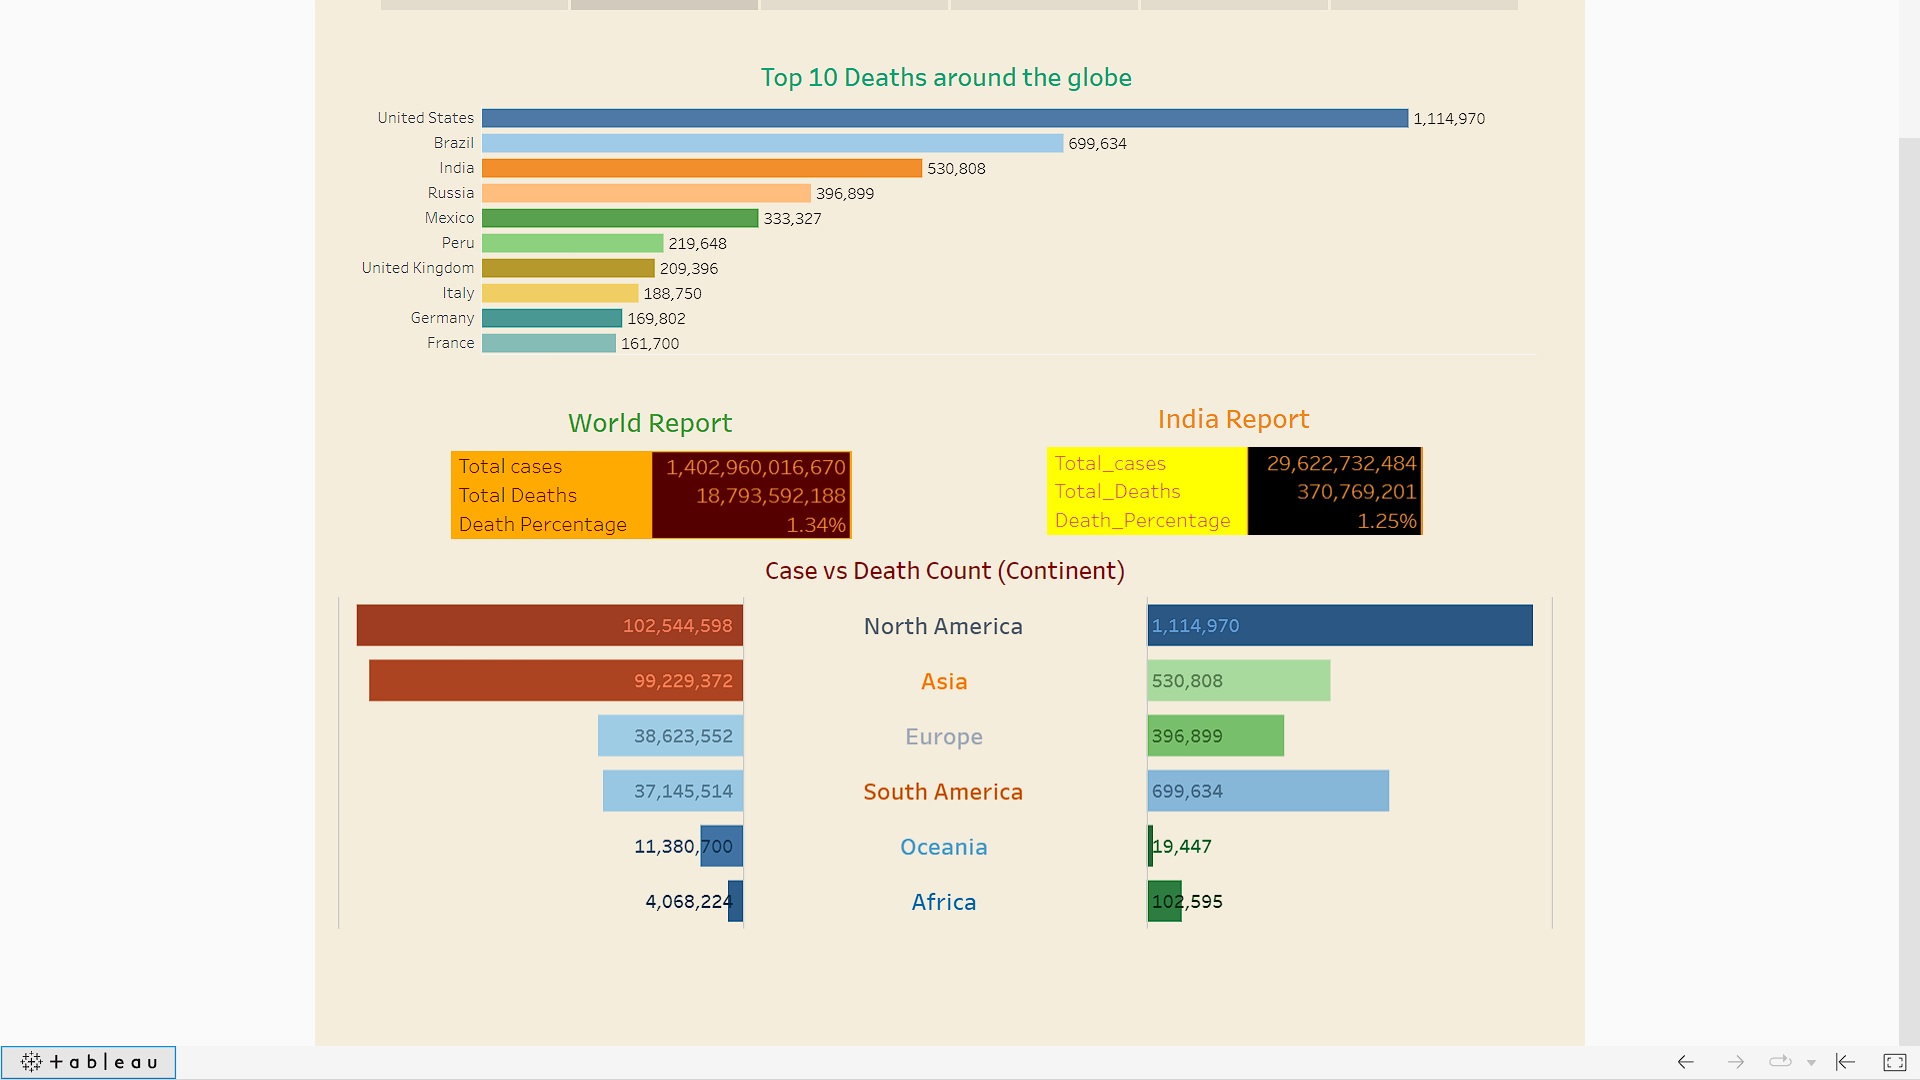 Top 10 Deaths around the globe
United States 1,114,970
Brazil 699,634
India 530,808
Russia 396,899
Mexico 333,327
Peru 219,648
United Kingdom 209,396
Italy 188,750
Germany 169,802
France 161,700
World Report
Total cases 1,402,960,016,670
Total Deaths 18,793,592,188
Death Percentage 1.34%
India Report
Total_cases 29,622,732,484
Total_Deaths 370,769,201
Death_Percentage 1.25%
Case vs Death Count (Continent)
102,544,598 North America 1,114,970
99,229,372 Asia 530,808
38,623,552 Europe 396,899
37,145,514 South America 699,634
11,380,700 Oceania 19,447
4,068,224 Africa 102,595
+ a b | e a u